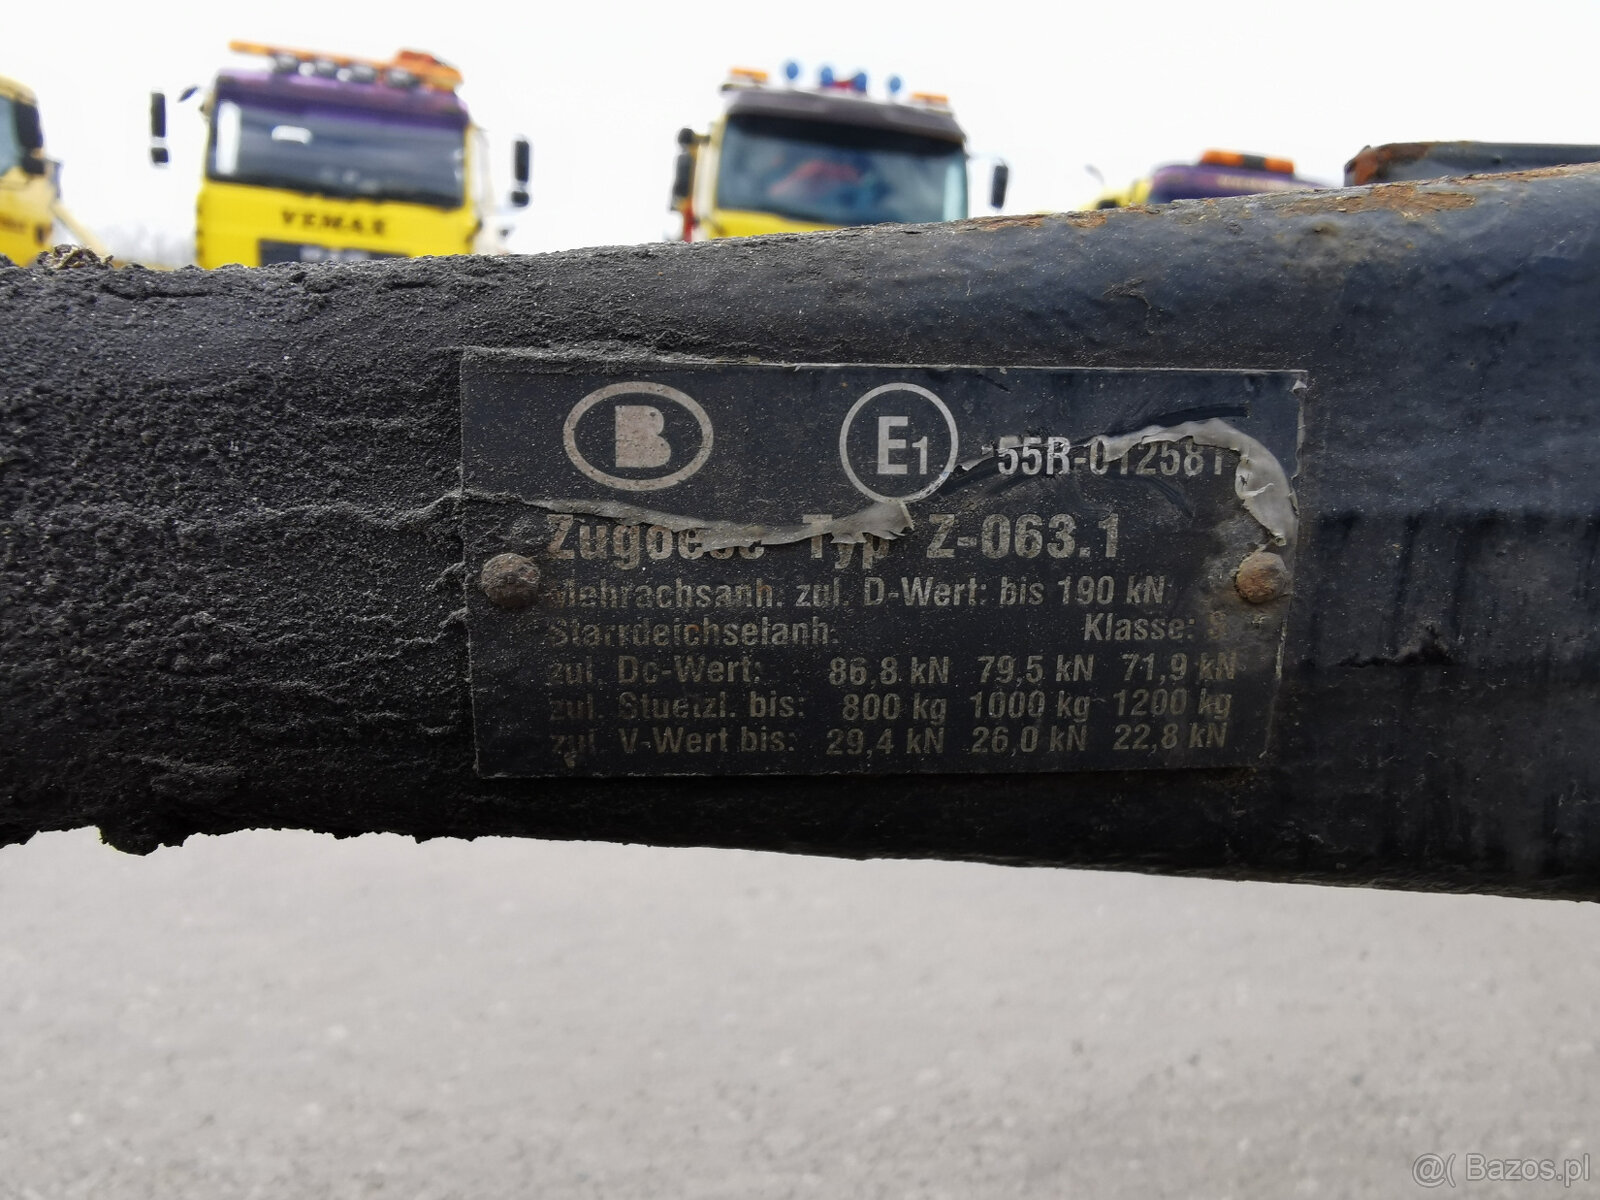 VEMAT
B E1 55R-012581
Zugoese Typ Z-063.1
Mehrachsanh. zul. D-Wert: bis 190 kN
Starrdeichselanh. Klasse: S
zul. Dc-Wert: 86.8 kN 79,5 kN 71,9 kN
zul. Stuetzl. bis: 800 kg 1000 kg 1200 kg
zul. V-Wert bis: 29,4 kN 26,0 kN 22,8 kN
@( Bazos.pl